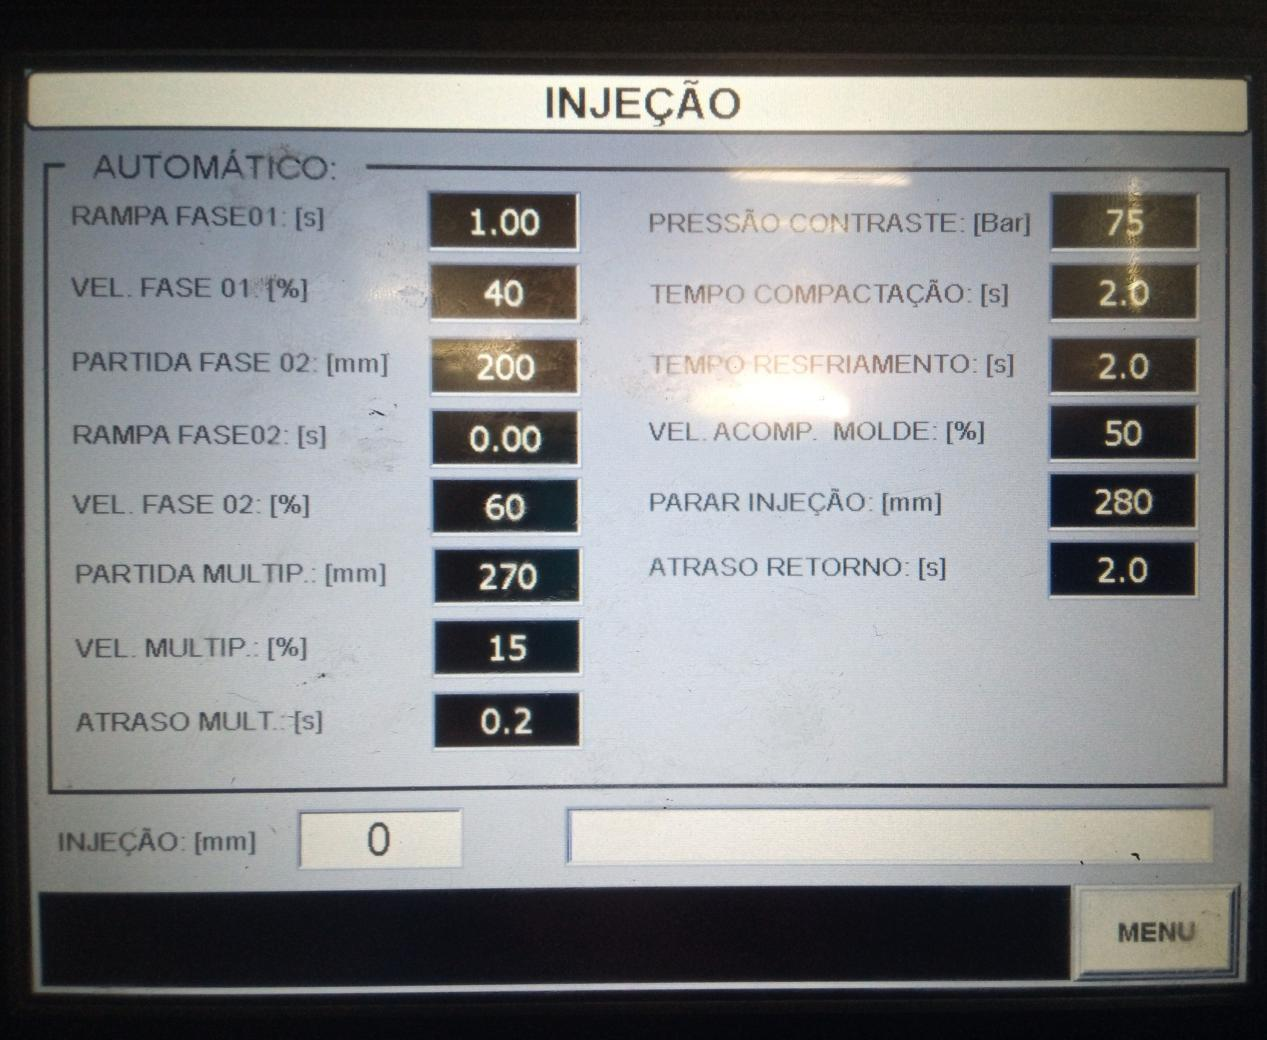 INJEÇÃO
AUTOMÁTICO:
RAMPA FASE01: [s] 1.00
VEL. FASE 01: [%] 40
PARTIDA FASE 02: [mm] 200
RAMPA FASE02: [s] 0.00
VEL. FASE 02: [%] 60
PARTIDA MULTIP.: [mm] 270
VEL. MULTIP.: [%] 15
ATRASO MULT.: [s] 0.2
PRESSÃO CONTRASTE: [Bar] 75
TEMPO COMPACTAÇÃO: [s] 2.0
TEMPO RESFRIAMENTO: [s] 2.0
VEL. ACOMP. MOLDE: [%] 50
PARAR INJEÇÃO: [mm] 280
ATRASO RETORNO: [s] 2.0
INJEÇÃO: [mm] 0
MENU